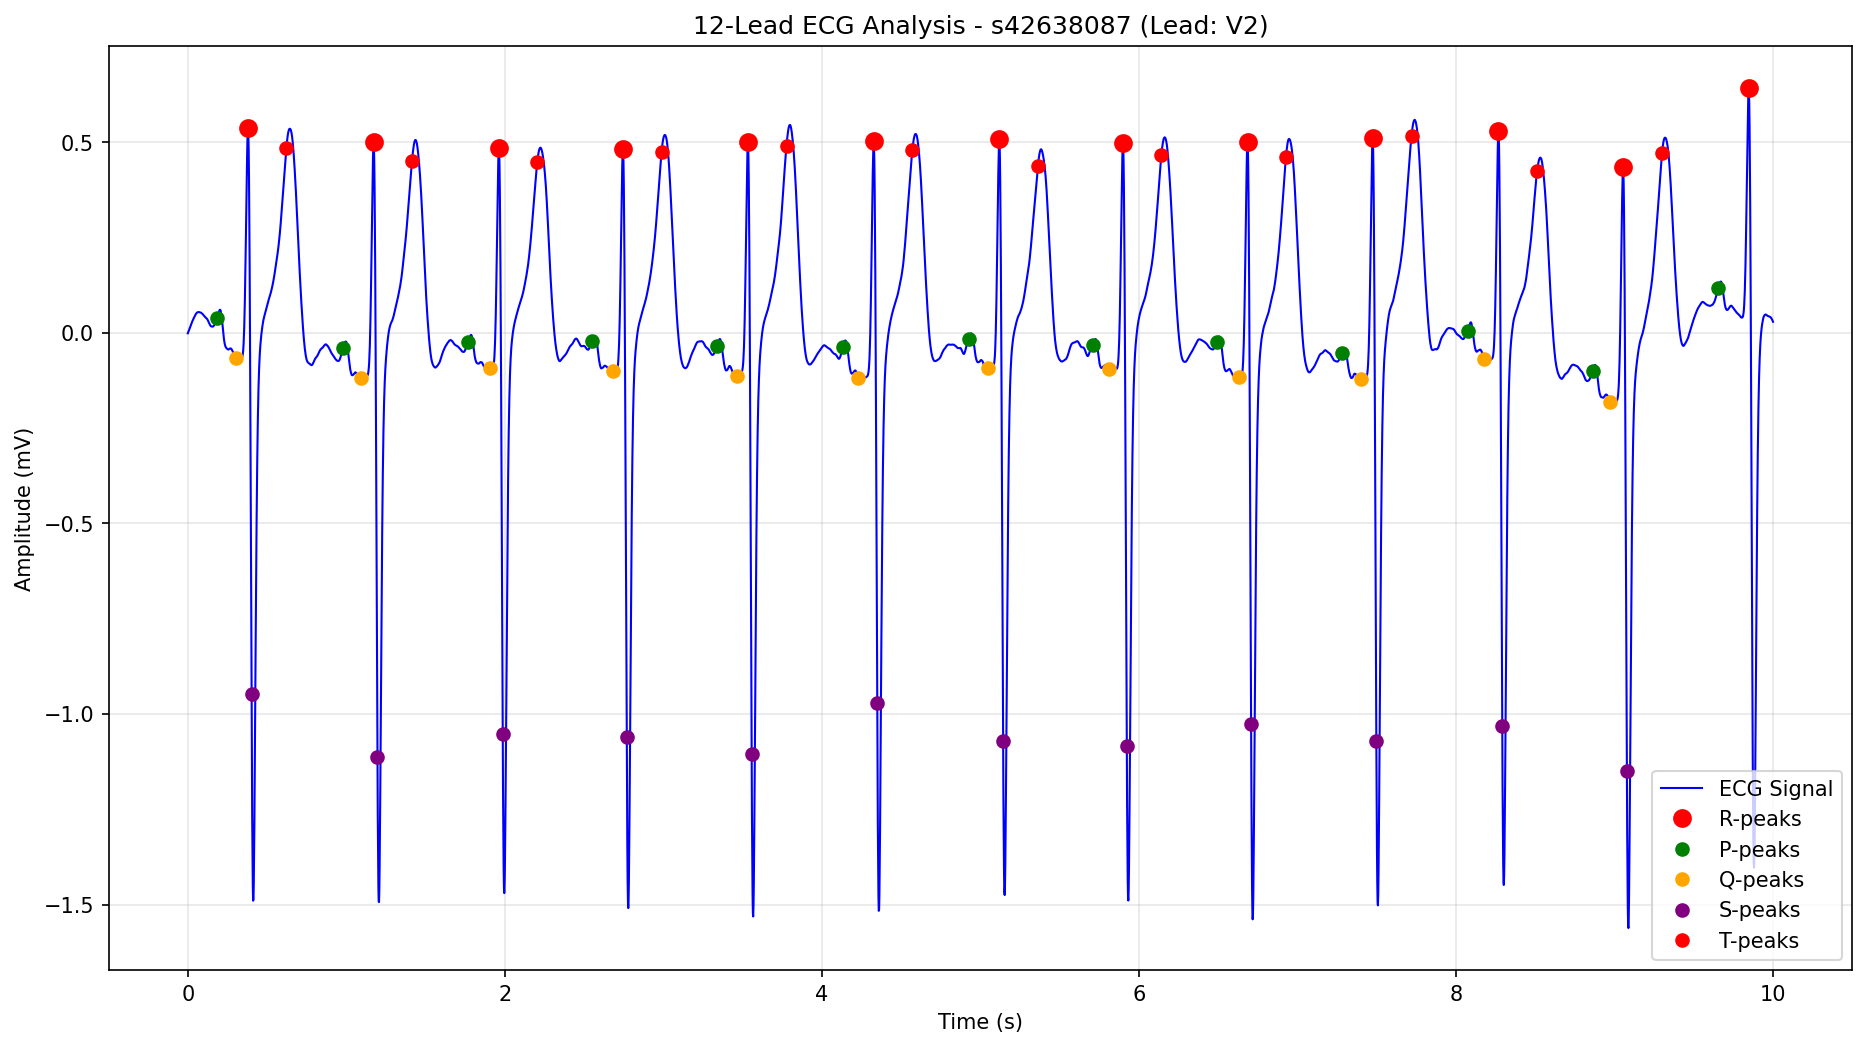 12-Lead ECG Analysis - s42638087 (Lead: V2)
Amplitude (mV)
0.5
0.0
−0.5
−1.0
−1.5
0
2
4
6
8
10
Time (s)
ECG Signal
R-peaks
P-peaks
Q-peaks
S-peaks
T-peaks